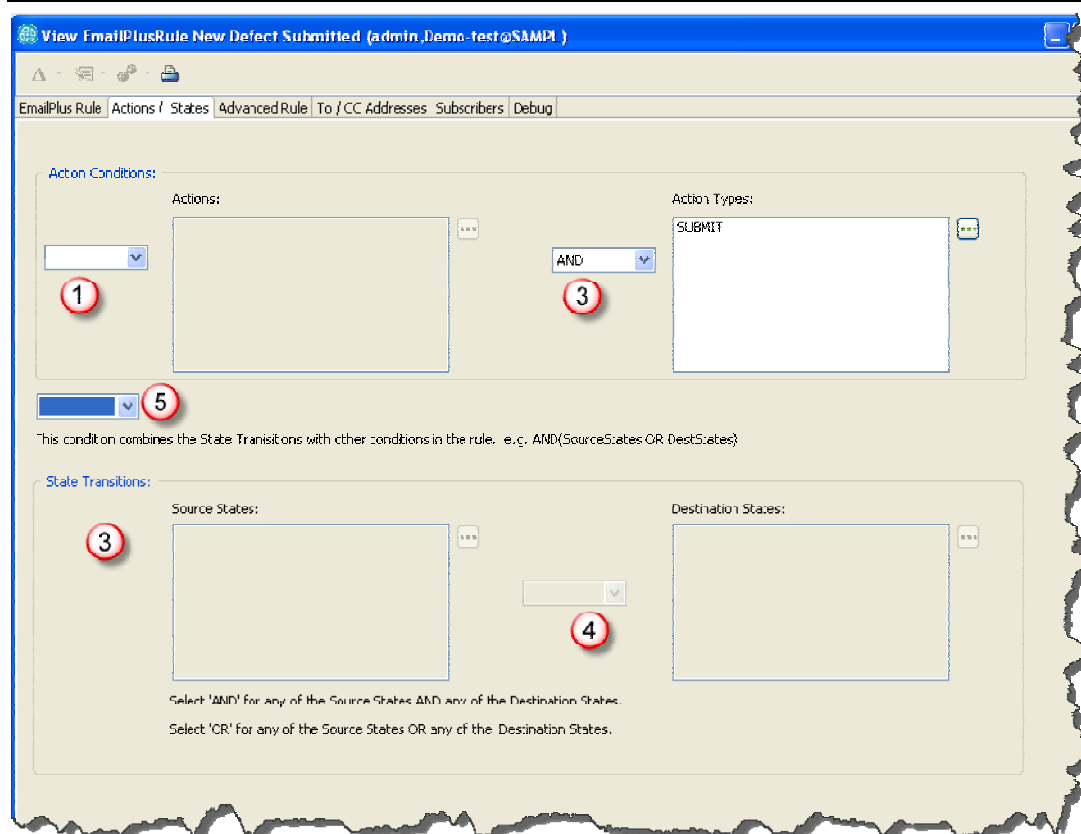 View EmailPlusRule New Defect Submitted (admin,Demo-test@SAMPL)
EmailPlus Rule Actions / States Advanced Rule To / CC Addresses Subscribers Debug
Action Conditions:
Actions: Action Types:
SUBMIT
AND
1 3
5
This condition combines the State Transisitions with other conditions in the rule. e.g. AND(SourceStates OR DestStates)
State Transitions:
Source States: Destination States:
3
4
Select 'AND' for any of the Source States AND any of the Destination States.
Select 'OR' for any of the Source States OR any of the Destination States.